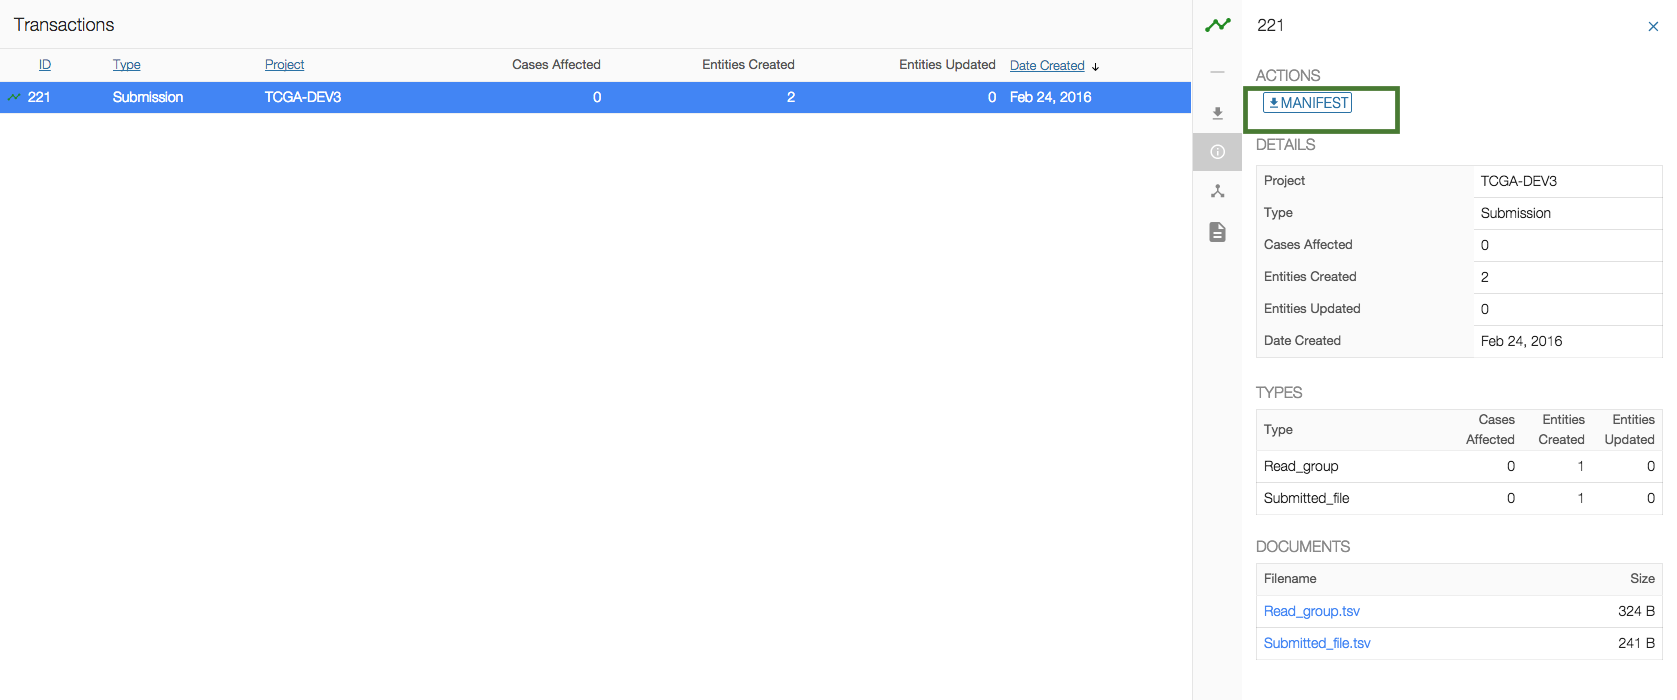 Transactions
ID Type Project Cases Affected Entities Created Entities Updated Date Created ↓
221 Submission TCGA-DEV3 0 2 0 Feb 24, 2016
221 ×
ACTIONS
MANIFEST
DETAILS
Project TCGA-DEV3
Type Submission
Cases Affected 0
Entities Created 2
Entities Updated 0
Date Created Feb 24, 2016
TYPES
Type Cases Affected Entities Created Entities Updated
Read_group 0 1 0
Submitted_file 0 1 0
DOCUMENTS
Filename Size
Read_group.tsv 324 B
Submitted_file.tsv 241 B